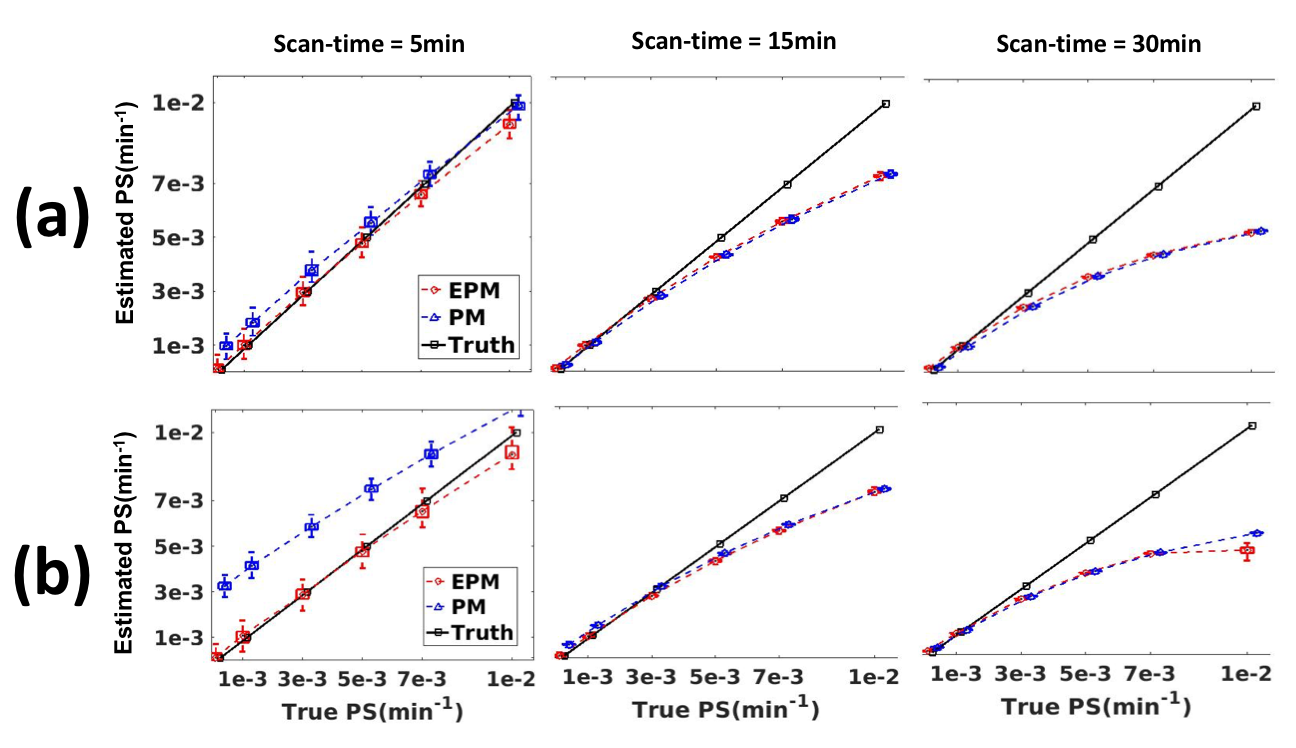 Scan-time = 5min
Scan-time = 15min
Scan-time = 30min
(a)
Estimated PS(min⁻¹)
1e-2
7e-3
5e-3
3e-3
1e-3
EPM
PM
Truth
(b)
Estimated PS(min⁻¹)
1e-2
7e-3
5e-3
3e-3
1e-3
EPM
PM
Truth
1e-3 3e-3 5e-3 7e-3 1e-2
1e-3 3e-3 5e-3 7e-3 1e-2
1e-3 3e-3 5e-3 7e-3 1e-2
True PS(min⁻¹)
True PS(min⁻¹)
True PS(min⁻¹)